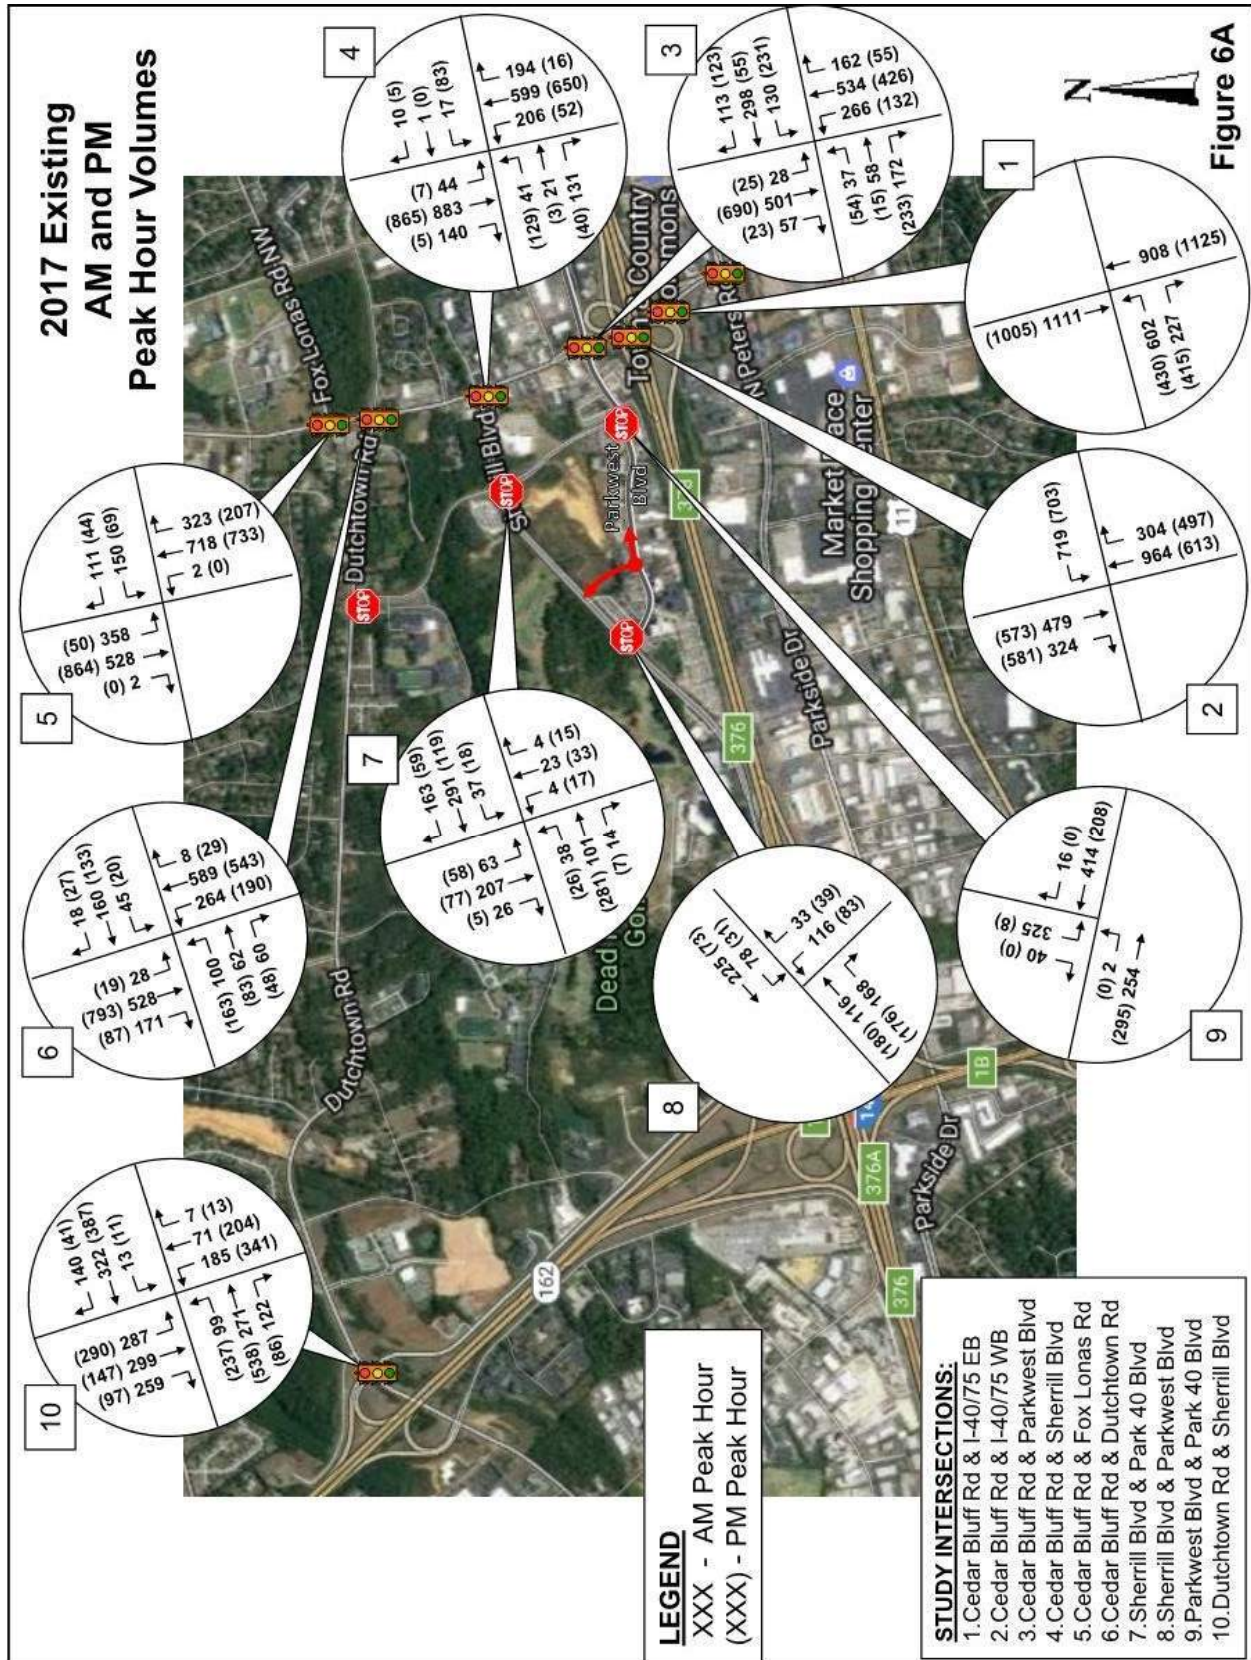 2017 Existing
AM and PM
Peak Hour Volumes
10
(290) 287
(147) 299
(97) 259
140 (41)
322 (387)
13 (11)
(237) 99
(536) 271
(86) 122
7 (13)
71 (204)
185 (341)
6
(19) 28
(793) 528
(87) 171
18 (27)
160 (133)
45 (20)
(163) 100
(83) 62
(48) 60
8 (29)
589 (543)
264 (190)
5
(50) 358
(864) 528
(0) 2
111 (44)
150 (69)
323 (207)
718 (733)
2 (0)
4
(7) 44
(865) 883
(5) 140
10 (5)
1 (0)
17 (83)
(129) 41
(3) 21
(40) 131
194 (16)
599 (650)
206 (52)
7
(58) 63
(77) 207
(5) 26
163 (59)
291 (119)
37 (18)
(26) 38
(281) 101
(7) 14
4 (15)
23 (33)
4 (17)
3
(25) 28
(690) 501
(23) 57
113 (123)
298 (55)
130 (231)
(54) 37
(15) 58
(233) 172
162 (55)
534 (426)
266 (132)
8
225 (73)
78 (31)
33 (39)
116 (83)
(180) 116
(176) 168
9
40 (0)
325 (8)
16 (0)
414 (208)
(0) 2
(295) 254
2
(573) 479
(581) 324
719 (703)
304 (497)
964 (613)
1
(1005) 1111
(430) 602
(415) 227
908 (1125)
Fox Lonas Rd NW
Dutchtown Rd
Dutchtown Rd
Blvd
Parkwest
Blvd
Country
N Peters
Dead
Market
Shopping Center
Parkside Dr
Parkside Dr
STOP
STOP
STOP
STOP
162
376
378
376A
376
1B
11
N
LEGEND
XXX - AM Peak Hour
(XXX) - PM Peak Hour
STUDY INTERSECTIONS:
1.Cedar Bluff Rd & I-40/75 EB
2.Cedar Bluff Rd & I-40/75 WB
3.Cedar Bluff Rd & Parkwest Blvd
4.Cedar Bluff Rd & Sherrill Blvd
5.Cedar Bluff Rd & Fox Lonas Rd
6.Cedar Bluff Rd & Dutchtown Rd
7.Sherrill Blvd & Park 40 Blvd
8.Sherrill Blvd & Parkwest Blvd
9.Parkwest Blvd & Park 40 Blvd
10.Dutchtown Rd & Sherrill Blvd
Figure 6A